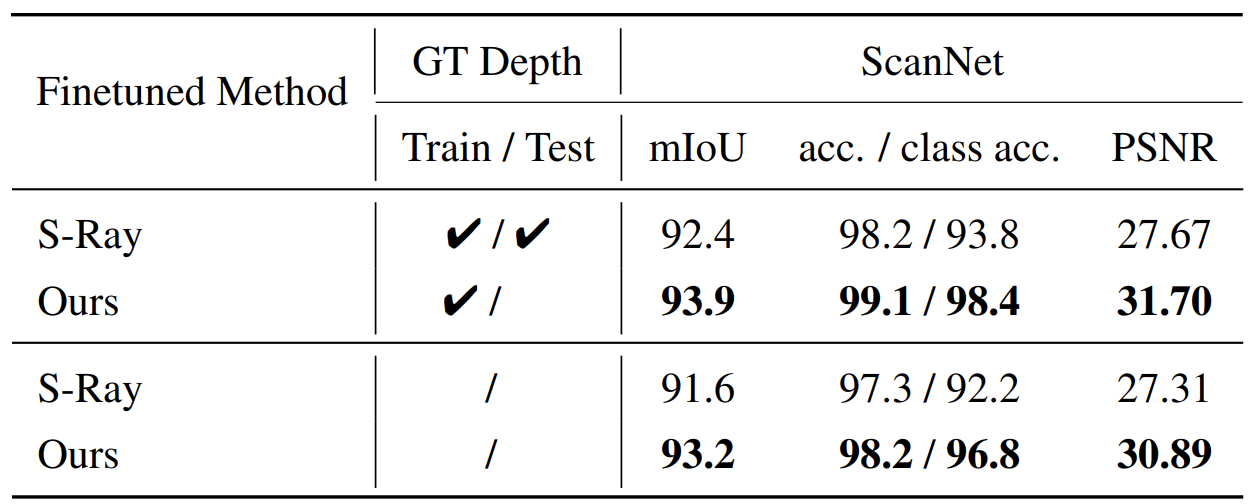 Finetuned Method GT Depth ScanNet
Train / Test mIoU acc. / class acc. PSNR
S-Ray ✔ / ✔ 92.4 98.2 / 93.8 27.67
Ours ✔ / 93.9 99.1 / 98.4 31.70
S-Ray / 91.6 97.3 / 92.2 27.31
Ours / 93.2 98.2 / 96.8 30.89